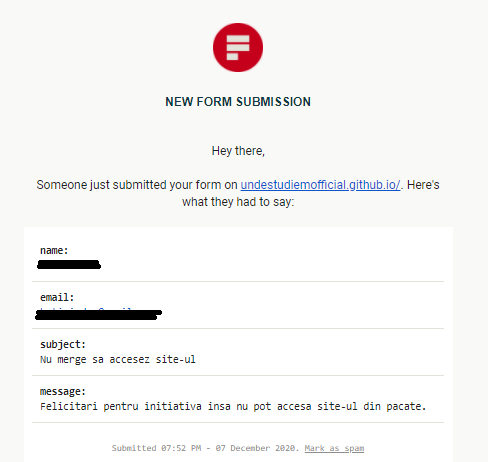 NEW FORM SUBMISSION
Hey there,
Someone just submitted your form on undestudiemofficial.github.io/. Here's
what they had to say:
name:
email:
subject:
Nu merge sa accesez site-ul
message:
Felicitari pentru initiativa insa nu pot accesa site-ul din pacate.
Submitted 07:52 PM - 07 December 2020. Mark as spam